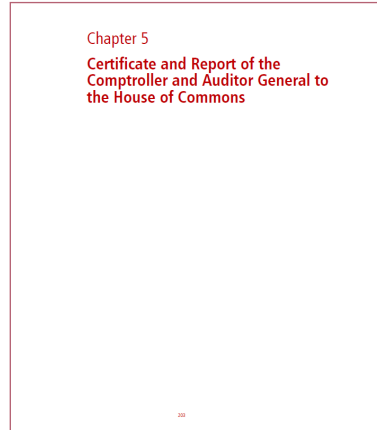 Chapter 5
Certificate and Report of the
Comptroller and Auditor General to
the House of Commons